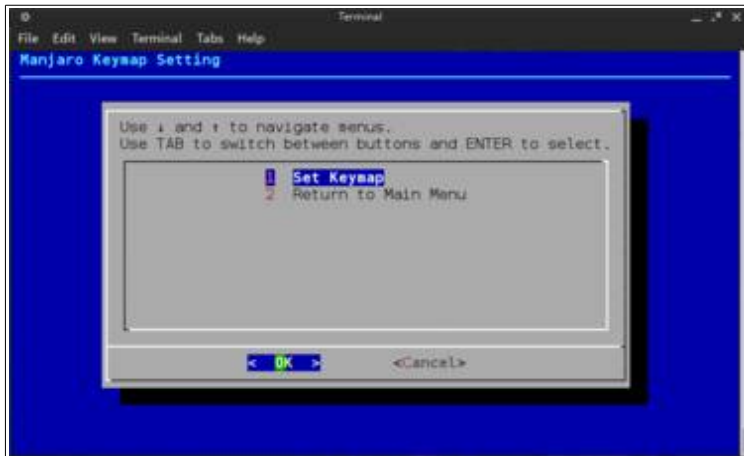 Terminal
File Edit View Terminal Tabs Help
Manjaro Keymap Setting
Use ↓ and ↑ to navigate menus.
Use TAB to switch between buttons and ENTER to select.
1 Set Keymap
2 Return to Main Menu
< OK > <Cancel>